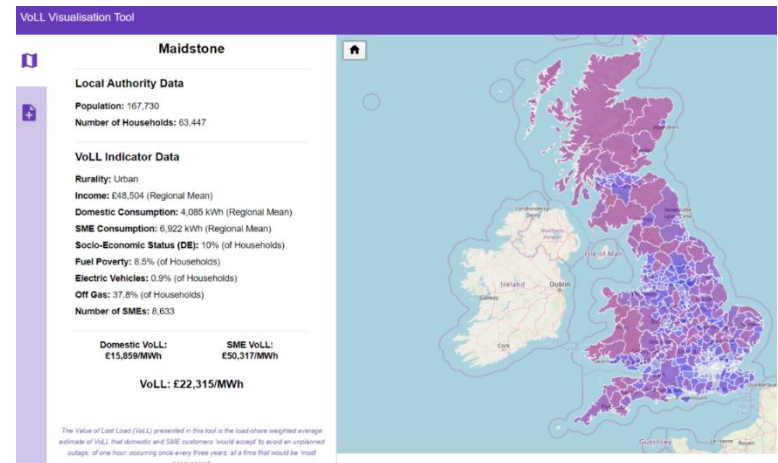 VoLL Visualisation Tool
Maidstone
Local Authority Data
Population: 167,730
Number of Households: 63,447
VoLL Indicator Data
Rurality: Urban
Income: £48,504 (Regional Mean)
Domestic Consumption: 4,085 kWh (Regional Mean)
SME Consumption: 6,922 kWh (Regional Mean)
Socio-Economic Status (DE): 10% (of Households)
Fuel Poverty: 8.5% (of Households)
Electric Vehicles: 0.9% (of Households)
Off Gas: 37.8% (of Households)
Number of SMEs: 8,633
Domestic VoLL: SME VoLL:
£15,859/MWh £50,317/MWh
VoLL: £22,315/MWh
The Value of Lost Load (VoLL) presented in this tool is the load-share weighted average
estimate of VoLL that domestic and SME customers 'would accept' to avoid an unplanned
outage, of one hour, occurring once every three years, at a time that would be 'most
Aberdeen
Isle of Man
Ireland
Dublin
Galway
Cork
Guernsey
Le Havre
Rouen
Dunkerque